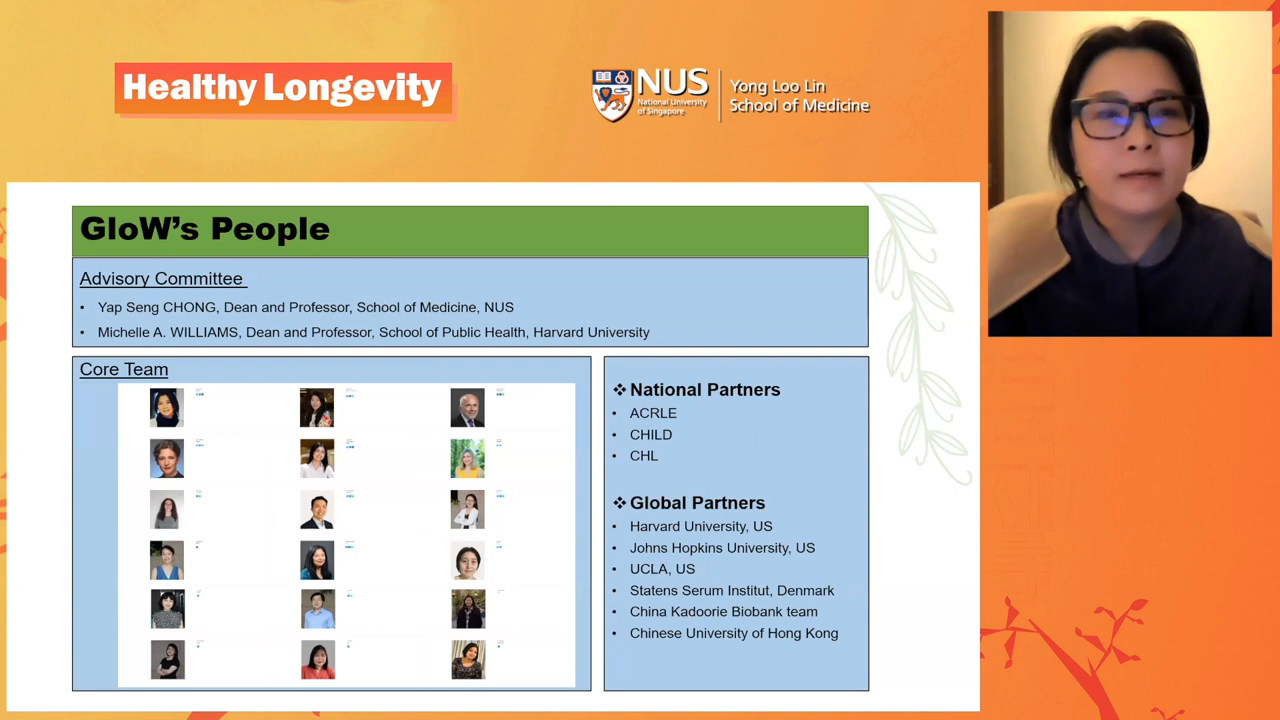 Healthy Longevity
NUS
National University
of Singapore
Yong Loo Lin
School of Medicine
GloW's People
Advisory Committee
• Yap Seng CHONG, Dean and Professor, School of Medicine, NUS
• Michelle A. WILLIAMS, Dean and Professor, School of Public Health, Harvard University
Core Team
❖ National Partners
• ACRLE
• CHILD
• CHL
❖ Global Partners
• Harvard University, US
• Johns Hopkins University, US
• UCLA, US
• Statens Serum Institut, Denmark
• China Kadoorie Biobank team
• Chinese University of Hong Kong